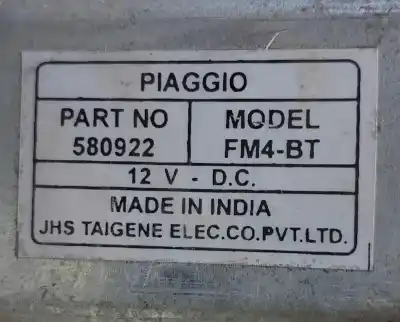 PIAGGIO
PART NO MODEL
580922 FM4-BT
12 V - D.C.
MADE IN INDIA
JHS TAIGENE ELEC.CO.PVT.LTD.